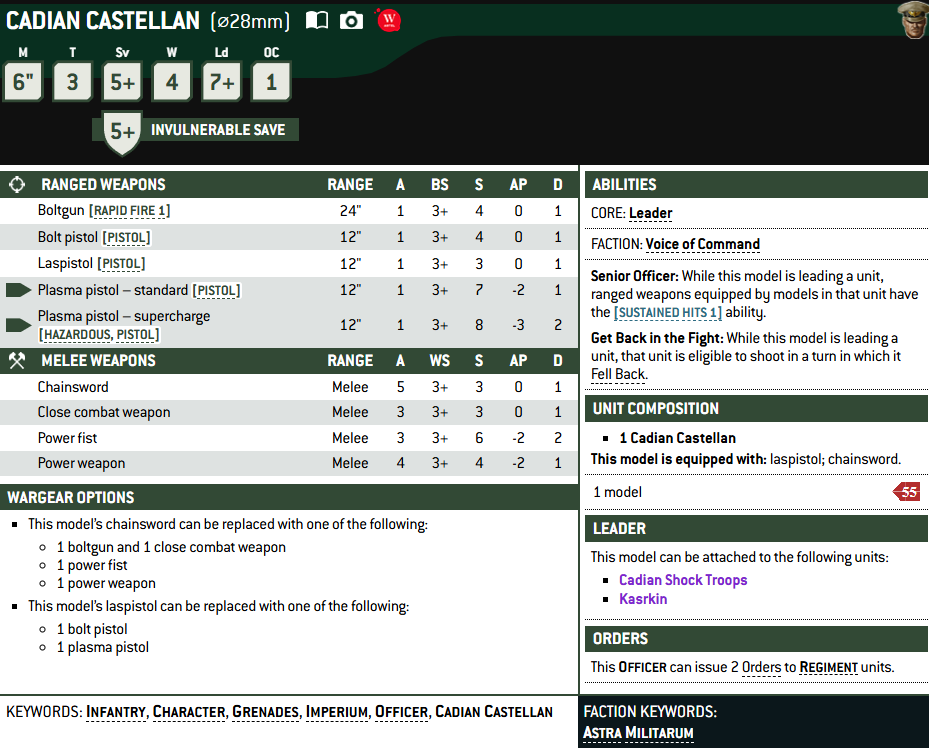 CADIAN CASTELLAN (⌀28mm)
W
M T Sv W Ld OC
6" 3 5+ 4 7+ 1
5+ INVULNERABLE SAVE
RANGED WEAPONS RANGE A BS S AP D
Boltgun [RAPID FIRE 1] 24" 1 3+ 4 0 1
Bolt pistol [PISTOL] 12" 1 3+ 4 0 1
Laspistol [PISTOL] 12" 1 3+ 3 0 1
Plasma pistol – standard [PISTOL] 12" 1 3+ 7 -2 1
Plasma pistol – supercharge
[HAZARDOUS, PISTOL] 12" 1 3+ 8 -3 2
MELEE WEAPONS RANGE A WS S AP D
Chainsword Melee 5 3+ 3 0 1
Close combat weapon Melee 3 3+ 3 0 1
Power fist Melee 3 3+ 6 -2 2
Power weapon Melee 4 3+ 4 -2 1
WARGEAR OPTIONS
▪ This model's chainsword can be replaced with one of the following:
○ 1 boltgun and 1 close combat weapon
○ 1 power fist
○ 1 power weapon
▪ This model's laspistol can be replaced with one of the following:
○ 1 bolt pistol
○ 1 plasma pistol
ABILITIES
CORE: Leader
FACTION: Voice of Command
Senior Officer: While this model is leading a unit,
ranged weapons equipped by models in that unit have
the [SUSTAINED HITS 1] ability.
Get Back in the Fight: While this model is leading a
unit, that unit is eligible to shoot in a turn in which it
Fell Back.
UNIT COMPOSITION
▪ 1 Cadian Castellan
This model is equipped with: laspistol; chainsword.
1 model 55
LEADER
This model can be attached to the following units:
▪ Cadian Shock Troops
▪ Kasrkin
ORDERS
This OFFICER can issue 2 Orders to REGIMENT units.
KEYWORDS: INFANTRY, CHARACTER, GRENADES, IMPERIUM, OFFICER, CADIAN CASTELLAN
FACTION KEYWORDS:
ASTRA MILITARUM